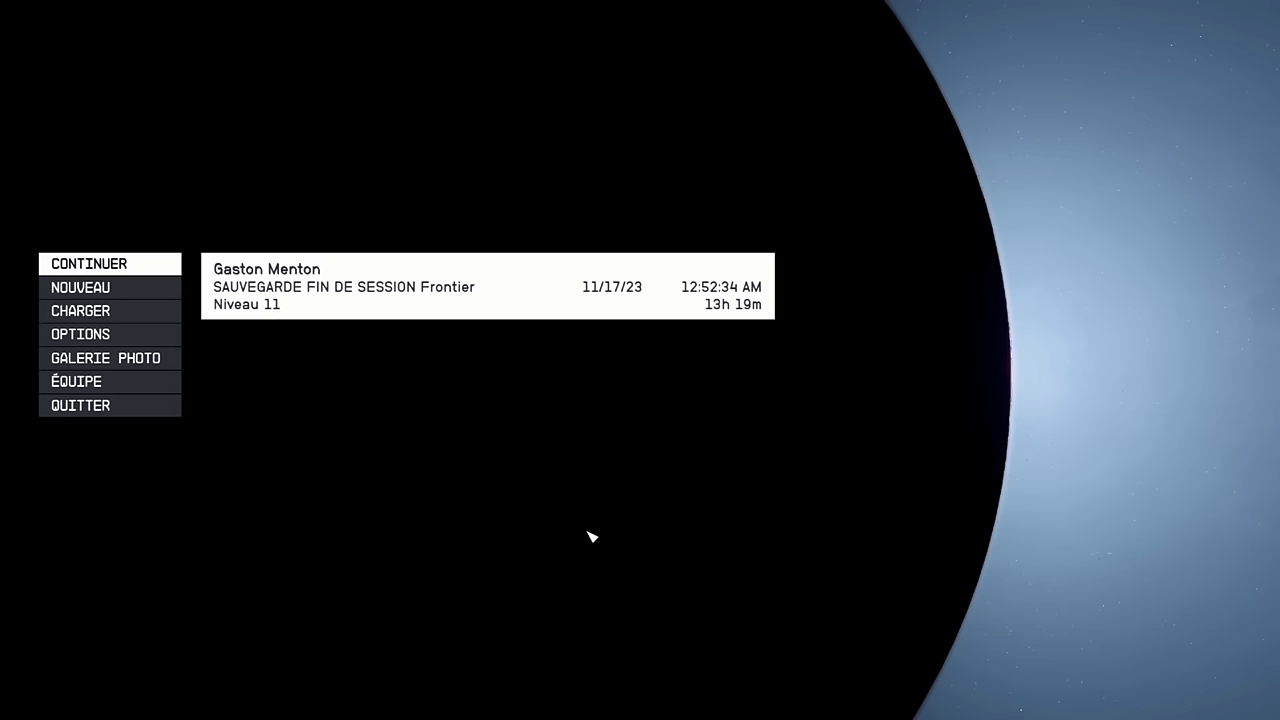 CONTINUER
NOUVEAU
CHARGER
OPTIONS
GALERIE PHOTO
ÉQUIPE
QUITTER
Gaston Menton
SAUVEGARDE FIN DE SESSION Frontier 11/17/23 12:52:34 AM
Niveau 11 13h 19m